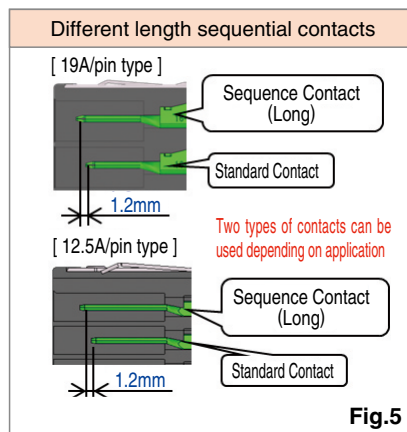 Different length sequential contacts
[ 19A/pin type ]
Sequence Contact
(Long)
Standard Contact
1.2mm
Two types of contacts can be
used depending on application
[ 12.5A/pin type ]
Sequence Contact
(Long)
Standard Contact
1.2mm
Fig.5